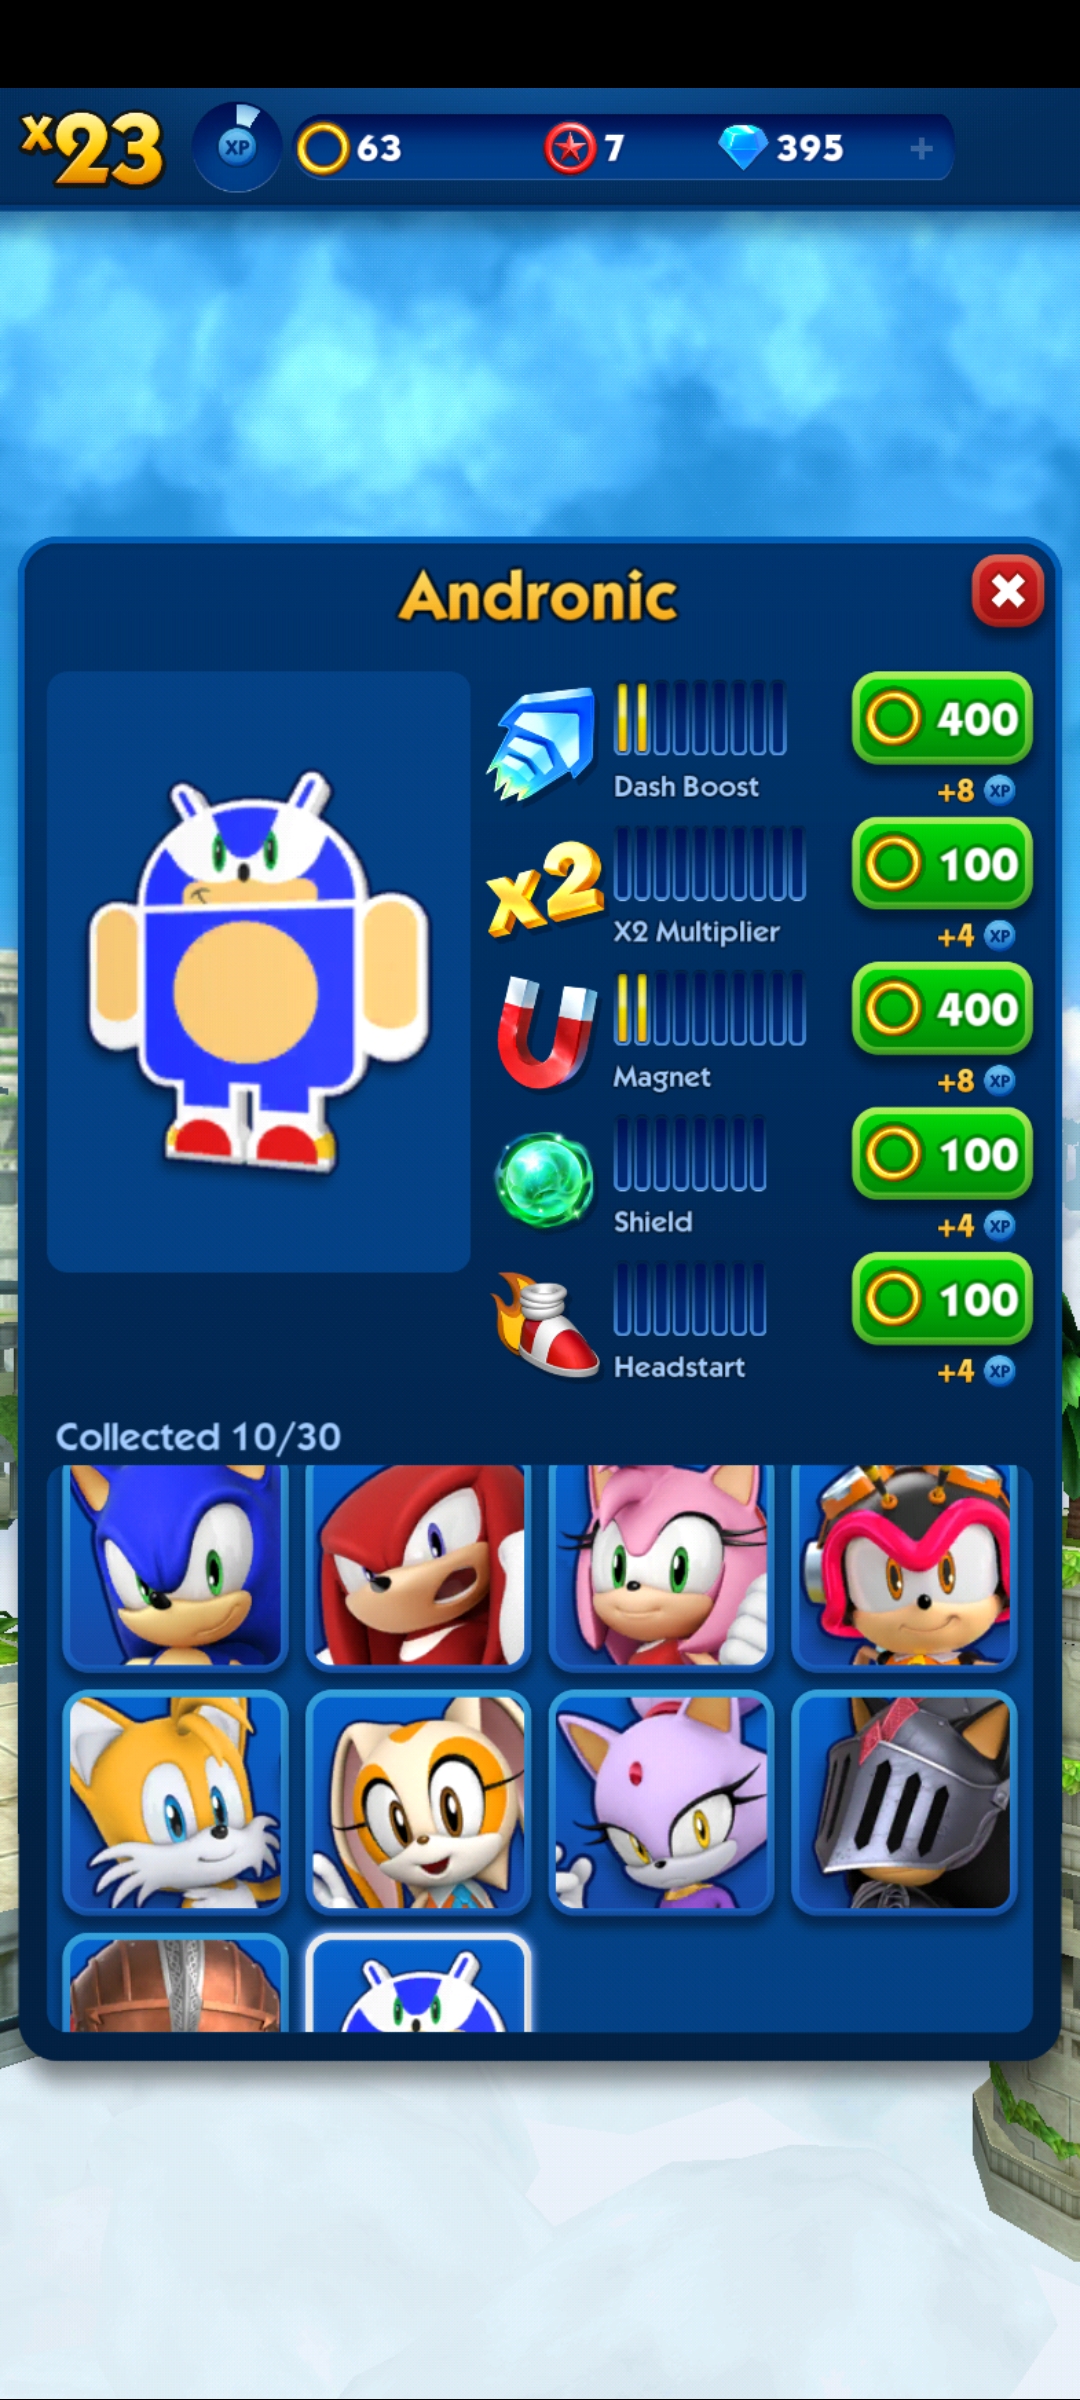 x23
XP
63
7
395
+
Andronic
Dash Boost
400
+8 XP
x2
X2 Multiplier
100
+4 XP
Magnet
400
+8 XP
Shield
100
+4 XP
Headstart
100
+4 XP
Collected 10/30